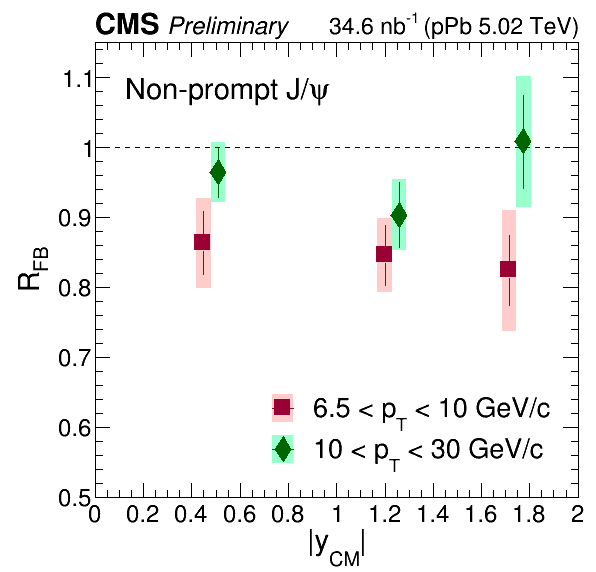 CMS Preliminary 34.6 nb⁻¹ (pPb 5.02 TeV)
Non-prompt J/ψ
R_FB
1.1
1
0.9
0.8
0.7
0.6
0.5
6.5 < p_T < 10 GeV/c
10 < p_T < 30 GeV/c
0 0.2 0.4 0.6 0.8 1 1.2 1.4 1.6 1.8 2
|y_CM|